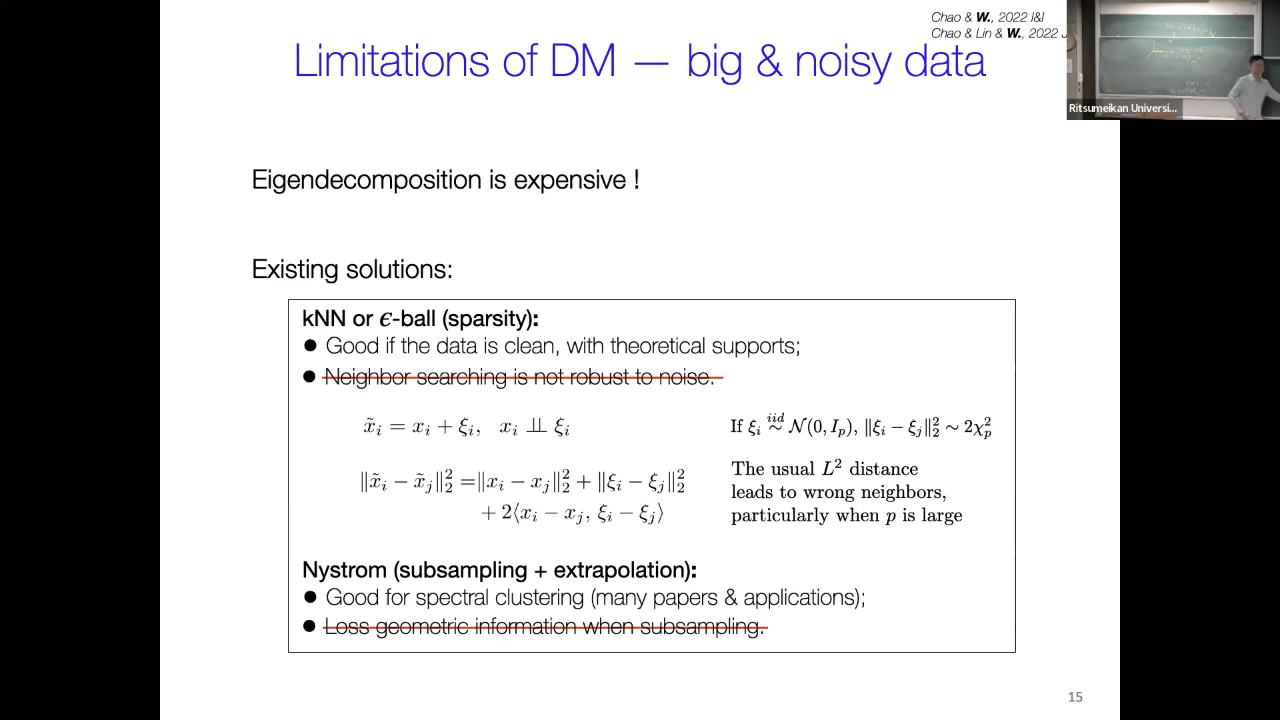 Chao & W., 2022 I&I
Chao & Lin & W., 2022 J
Limitations of DM — big & noisy data
Ritsumeikan Universi...
Eigendecomposition is expensive !
Existing solutions:
kNN or ϵ-ball (sparsity):
● Good if the data is clean, with theoretical supports;
● Neighbor searching is not robust to noise.
x̃ᵢ = xᵢ + ξᵢ, xᵢ ⫫ ξᵢ
If ξᵢ ~ⁱⁱᵈ N(0, Iₚ), ‖ξᵢ − ξⱼ‖₂² ∼ 2χₚ²
‖x̃ᵢ − x̃ⱼ‖₂² =‖xᵢ − xⱼ‖₂² + ‖ξᵢ − ξⱼ‖₂²
+ 2⟨xᵢ − xⱼ, ξᵢ − ξⱼ⟩
The usual L² distance
leads to wrong neighbors,
particularly when p is large
Nystrom (subsampling + extrapolation):
● Good for spectral clustering (many papers & applications);
● Loss geometric information when subsampling.
15